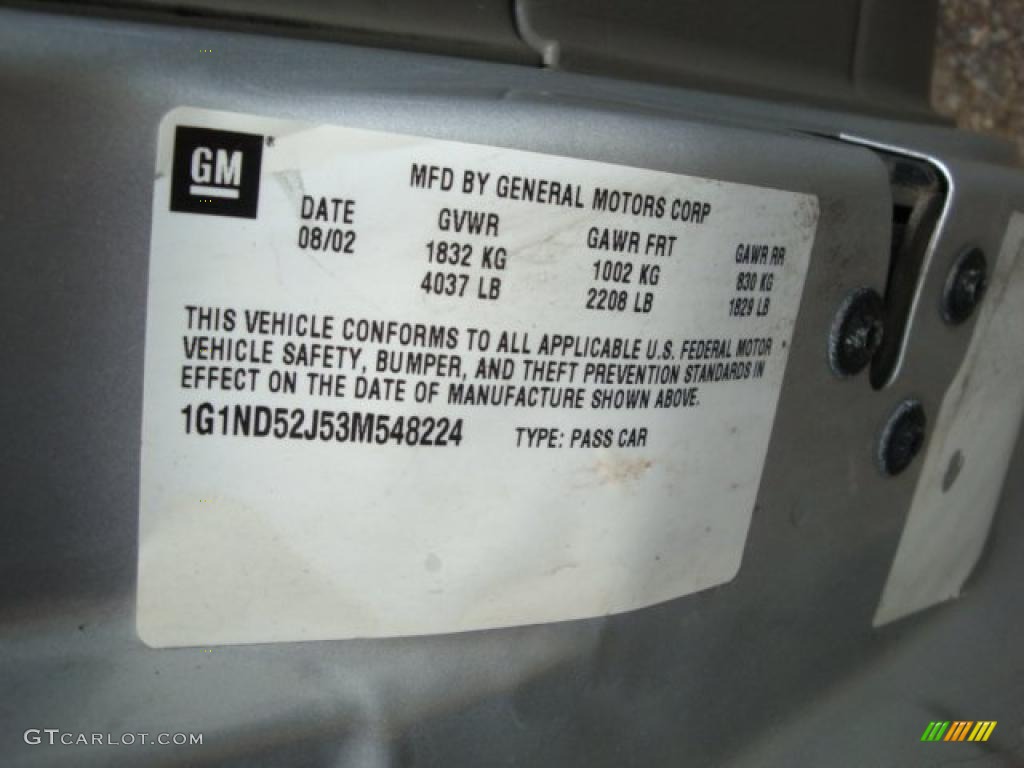 GM®
MFD BY GENERAL MOTORS CORP
DATE GVWR GAWR FRT GAWR RR
08/02 1832 KG 1002 KG 830 KG
4037 LB 2208 LB 1829 LB
THIS VEHICLE CONFORMS TO ALL APPLICABLE U.S. FEDERAL MOTOR
VEHICLE SAFETY, BUMPER, AND THEFT PREVENTION STANDARDS IN
EFFECT ON THE DATE OF MANUFACTURE SHOWN ABOVE.
1G1ND52J53M548224 TYPE: PASS CAR
GTCARLOT.COM